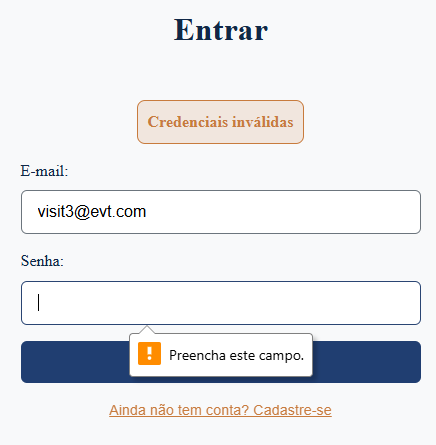 Entrar
Credenciais inválidas
E-mail:
visit3@evt.com
Senha:
Preencha este campo.
Ainda não tem conta? Cadastre-se